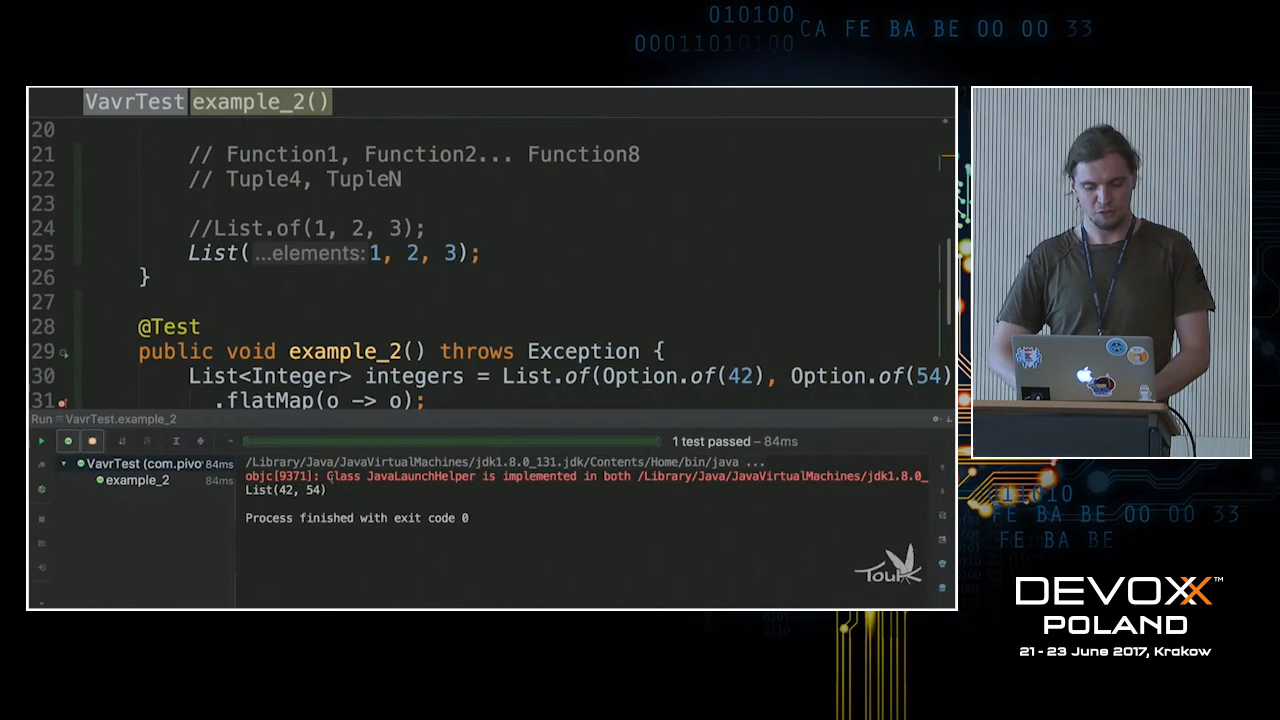 010100
00011010100
CA FE BA BE 00 00 33
VavrTest example_2()
20
21 // Function1, Function2... Function8
22 // Tuple4, TupleN
23
24 //List.of(1, 2, 3);
25 List(...elements: 1, 2, 3);
26 }
27
28 @Test
29 public void example_2() throws Exception {
30 List<Integer> integers = List.of(Option.of(42), Option.of(54)
31 .flatMap(o -> o);
Run VavrTest.example_2
1 test passed – 84ms
VavrTest (com.pivo 84ms
example_2 84ms
/Library/Java/JavaVirtualMachines/jdk1.8.0_131.jdk/Contents/Home/bin/java ...
objc[9371]: Class JavaLaunchHelper is implemented in both /Library/Java/JavaVirtualMachines/jdk1.8.0_
List(42, 54)
Process finished with exit code 0
Touk
FE BA BE 00 00 33
FE BA BE
DEVOXX™
POLAND
21 - 23 June 2017, Krakow